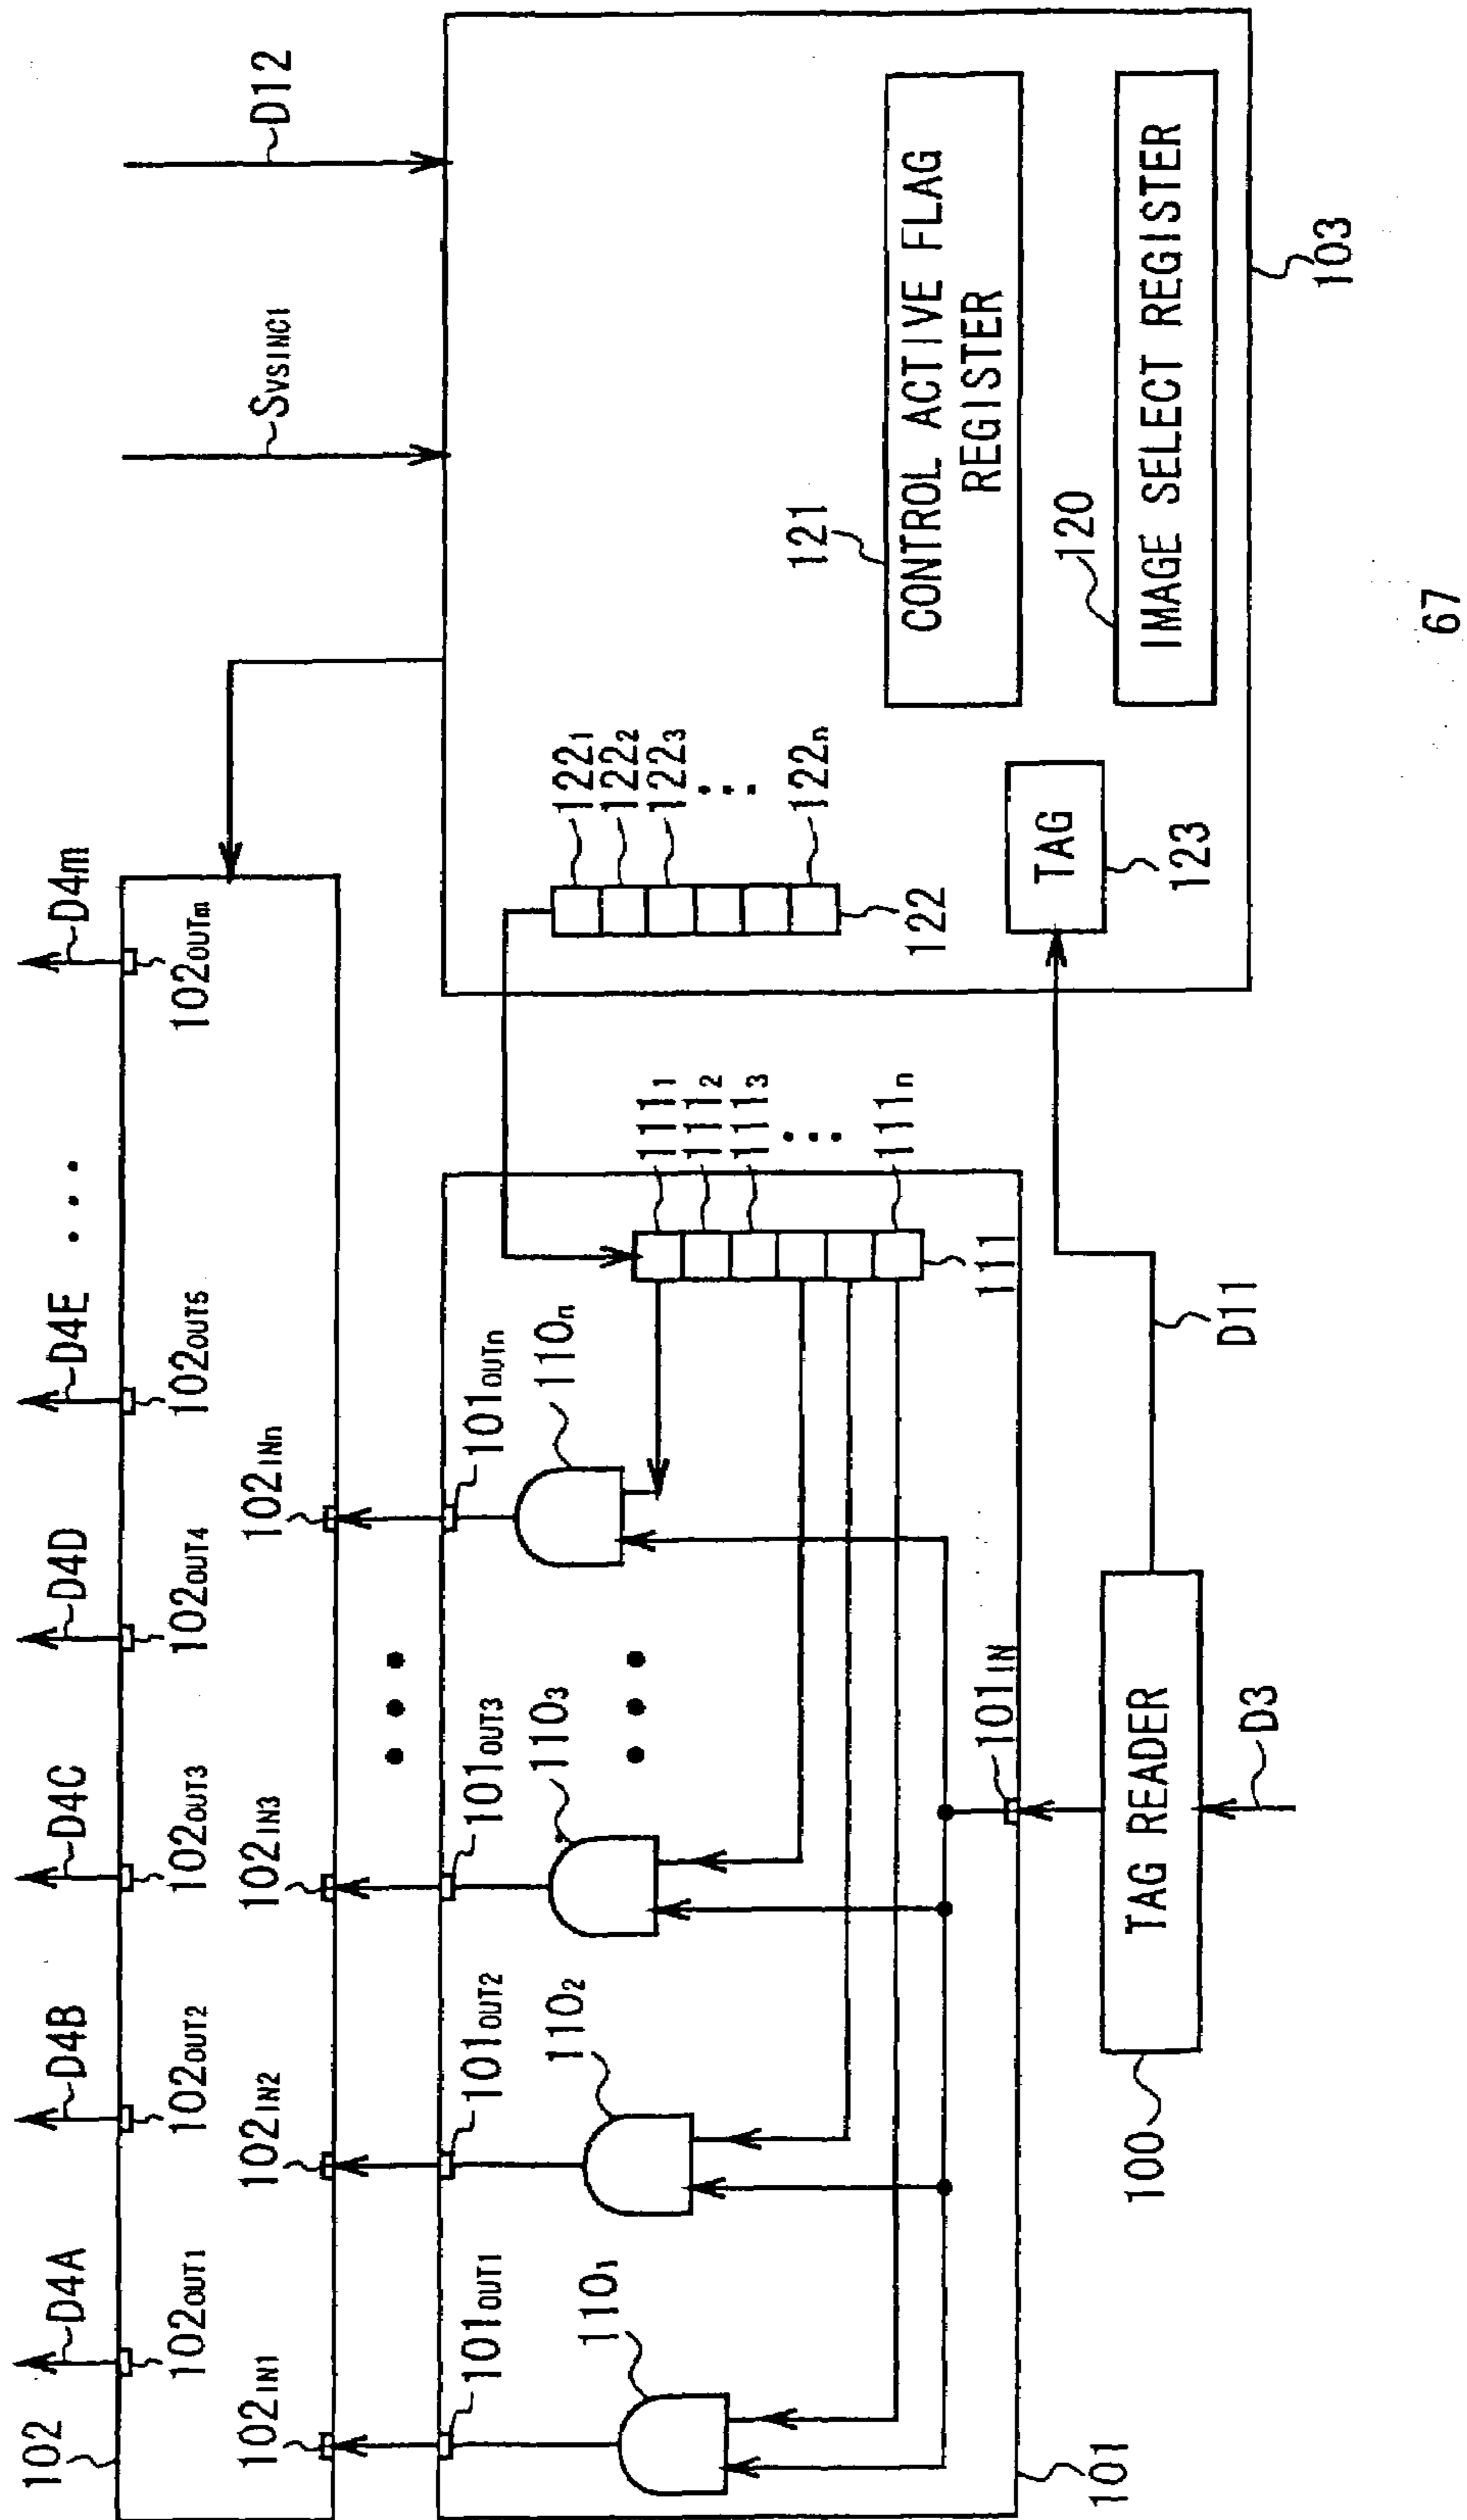 102
D4A
D4B
D4C
D4D
D4E
• • •
D4m
102OUT1
102OUT2
102OUT3
102OUT4
102OUT5
102OUTm
102IN1
102IN2
102IN3
• • •
102INn
SVSINC1
D12
101OUT1
101OUT2
101OUT3
101OUTn
1101
1102
1103
• • •
110n
1111
1112
1113
• • •
111n
111
1221
1222
1223
• • •
122n
122
121
CONTROL ACTIVE FLAG
REGISTER
120
IMAGE SELECT REGISTER
TAG
123
103
101
101IN
100
TAG READER
D3
D11
67